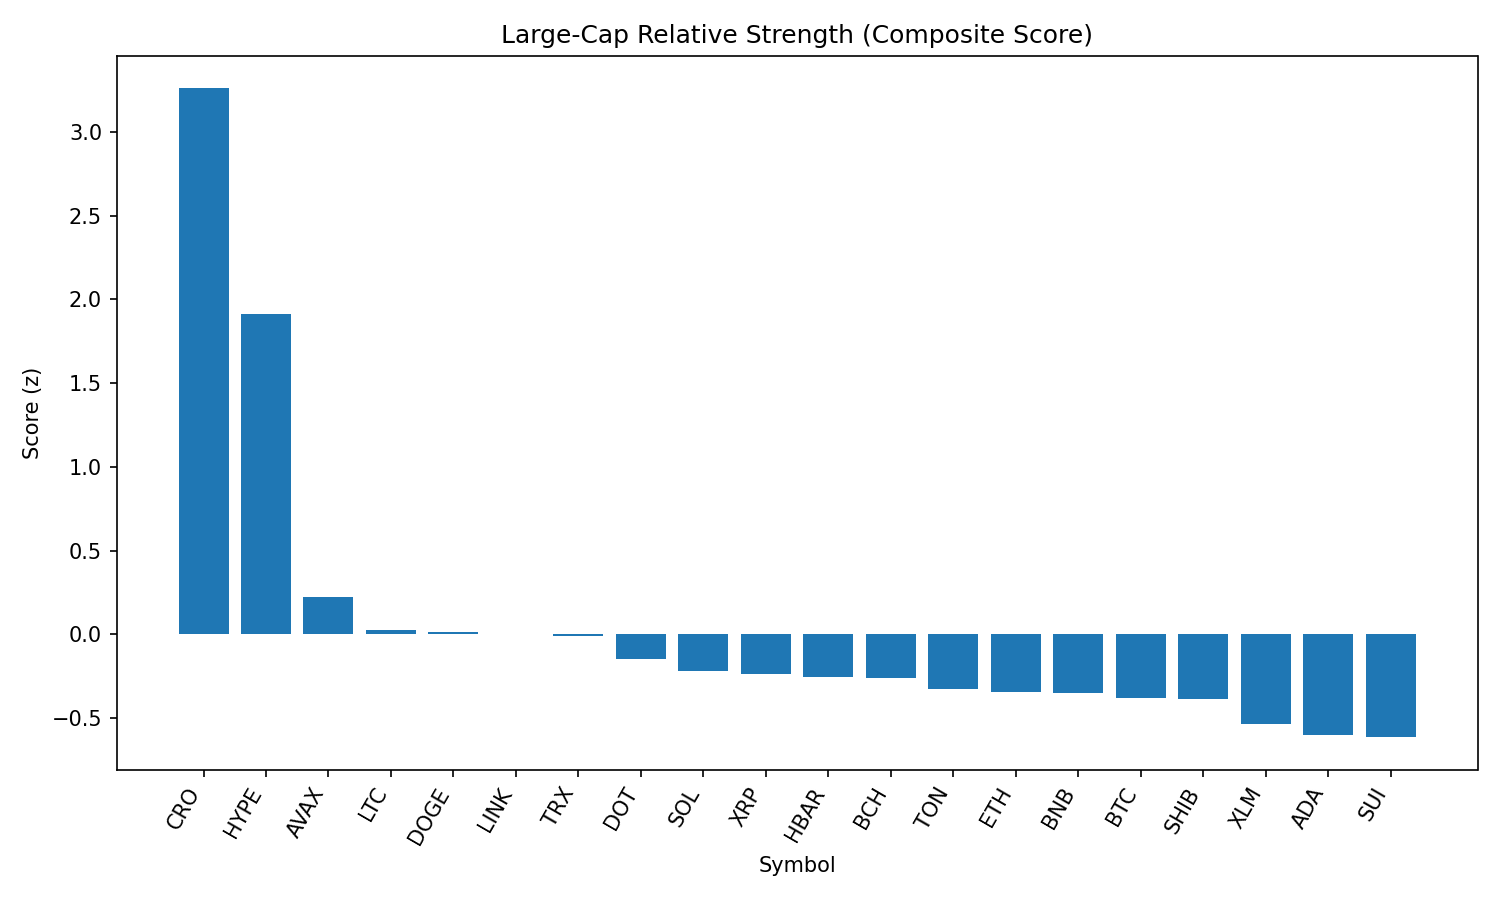 Large-Cap Relative Strength (Composite Score)
Score (z)
3.0
2.5
2.0
1.5
1.0
0.5
0.0
−0.5
CRO
HYPE
AVAX
LTC
DOGE
LINK
TRX
DOT
SOL
XRP
HBAR
BCH
TON
ETH
BNB
BTC
SHIB
XLM
ADA
SUI
Symbol